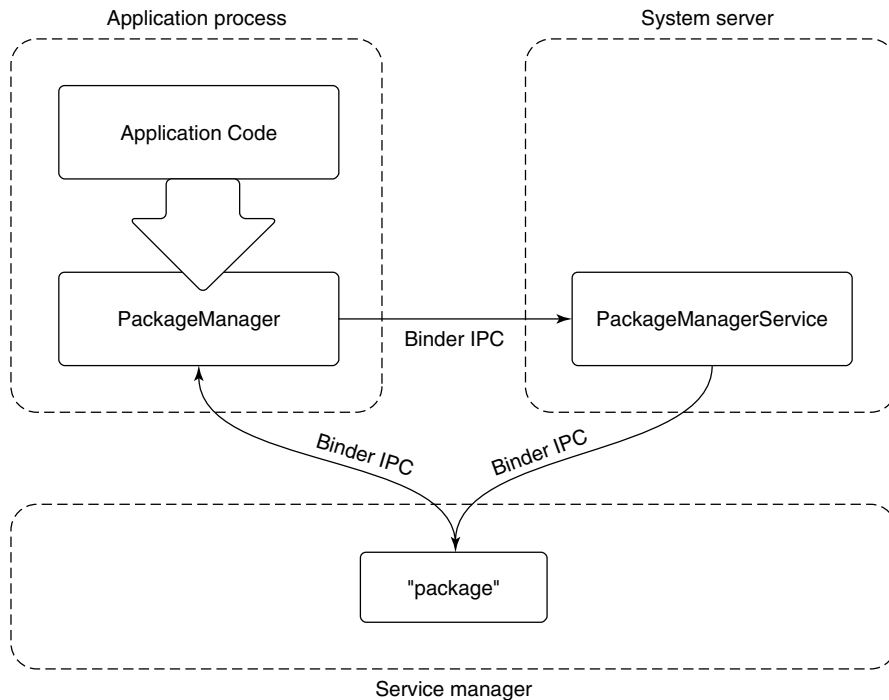 Application process
System server
Application Code
PackageManager
Binder IPC
PackageManagerService
Binder IPC
Binder IPC
"package"
Service manager